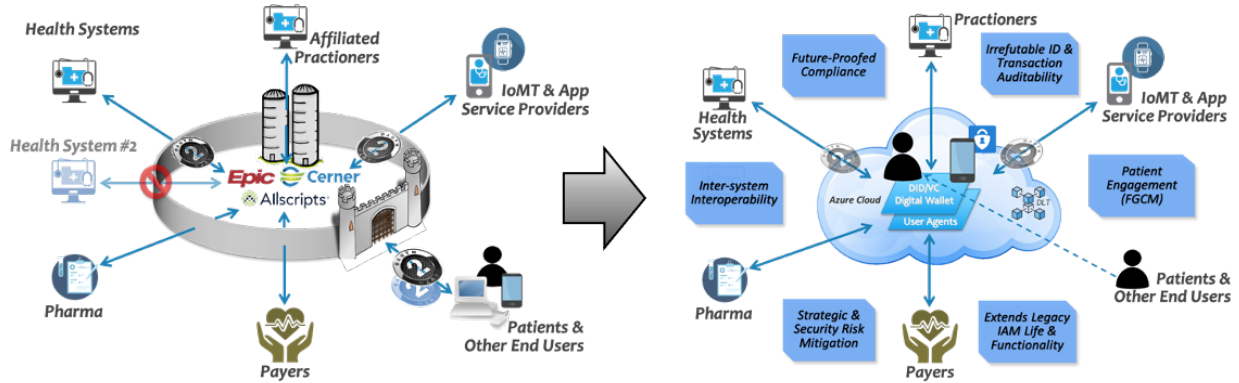 Health Systems
Affiliated
Practioners
IoMT & App
Service Providers
Health System #2
Epic
Cerner
Allscripts
Pharma
Payers
Patients &
Other End Users
Practioners
Future-Proofed
Compliance
Irrefutable ID &
Transaction
Auditability
Health
Systems
IoMT & App
Service Providers
Inter-system
Interoperability
Azure Cloud
DID/VC
Digital Wallet
User Agents
DLT
Patient
Engagement
(FGCM)
Pharma
Strategic &
Security Risk
Mitigation
Payers
Extends Legacy
IAM Life &
Functionality
Patients &
Other End Users